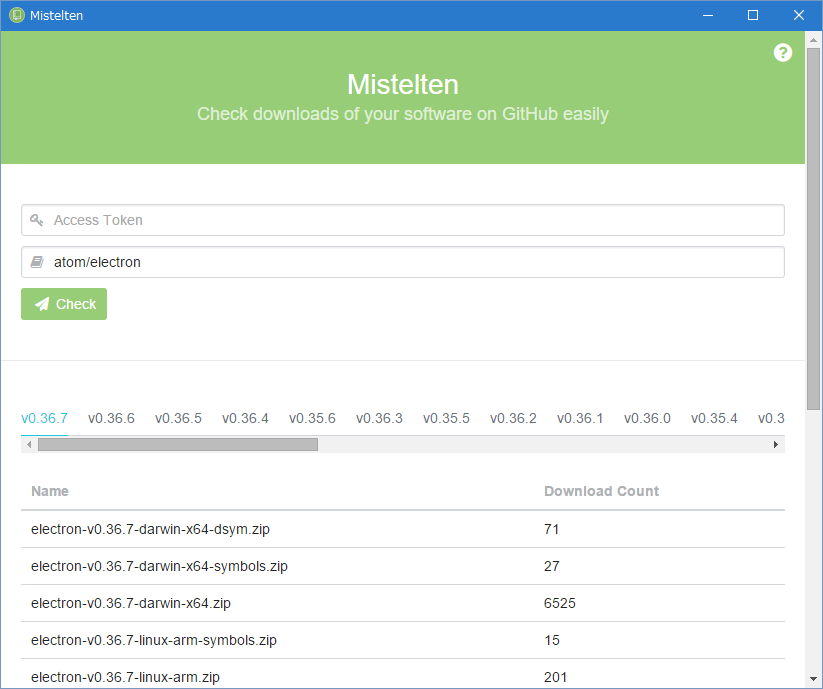 Mistelten
?
Mistelten
Check downloads of your software on GitHub easily
Access Token
atom/electron
Check
v0.36.7 v0.36.6 v0.36.5 v0.36.4 v0.35.6 v0.36.3 v0.35.5 v0.36.2 v0.36.1 v0.36.0 v0.35.4 v0.3
Name Download Count
electron-v0.36.7-darwin-x64-dsym.zip 71
electron-v0.36.7-darwin-x64-symbols.zip 27
electron-v0.36.7-darwin-x64.zip 6525
electron-v0.36.7-linux-arm-symbols.zip 15
electron-v0.36.7-linux-arm.zip 201